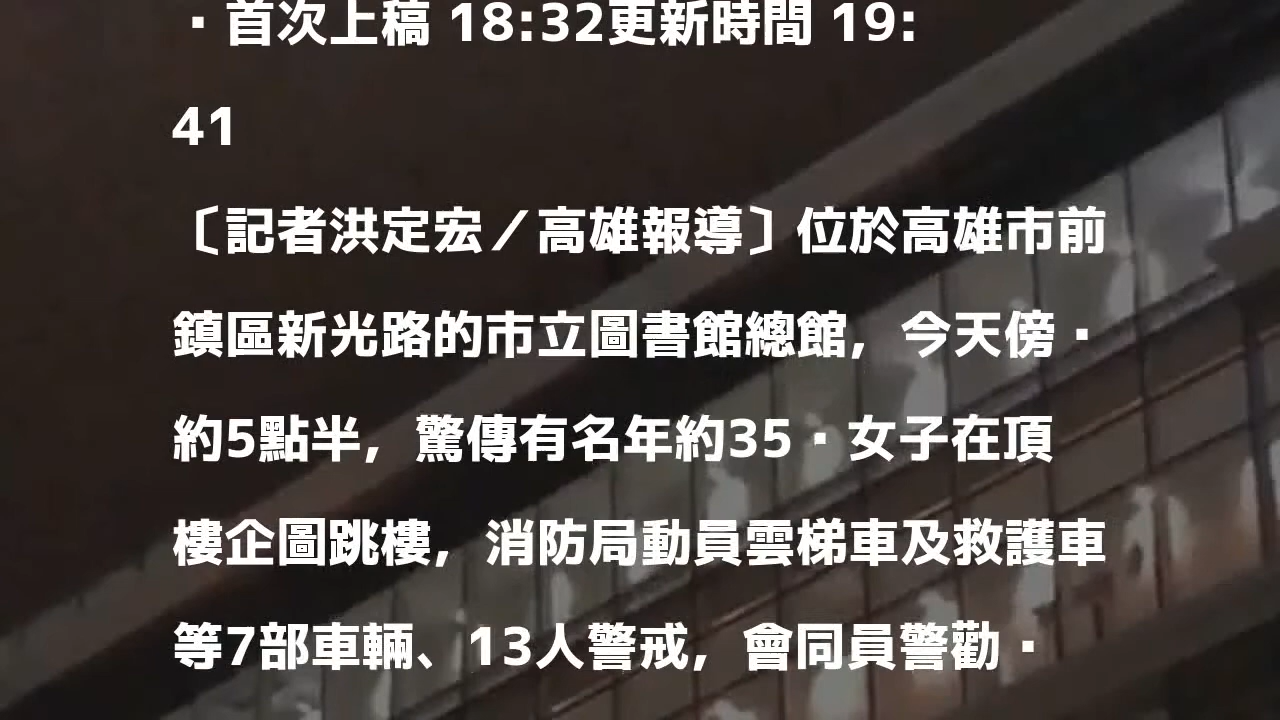 ·首次上稿 18:32更新時間 19:
41
〔記者洪定宏／高雄報導〕位於高雄市前
鎮區新光路的市立圖書館總館，今天傍·
約5點半，驚傳有名年約35·女子在頂
樓企圖跳樓，消防局動員雲梯車及救護車
等7部車輛、13人警戒，會同員警勸·